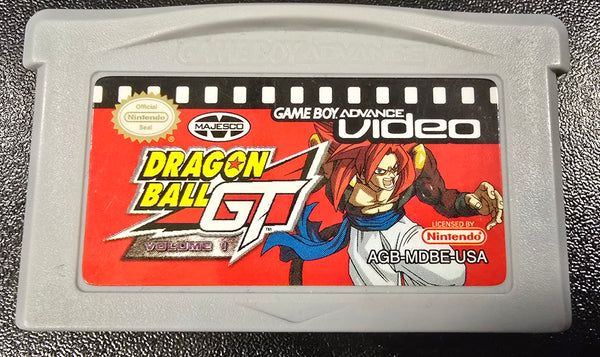 GAME BOY ADVANCE
Official
Nintendo
Seal
MAJESCO
GAME BOY ADVANCE
Video
DRAGON
BALL GT
VOLUME 1
LICENSED BY
Nintendo
AGB-MDBE-USA